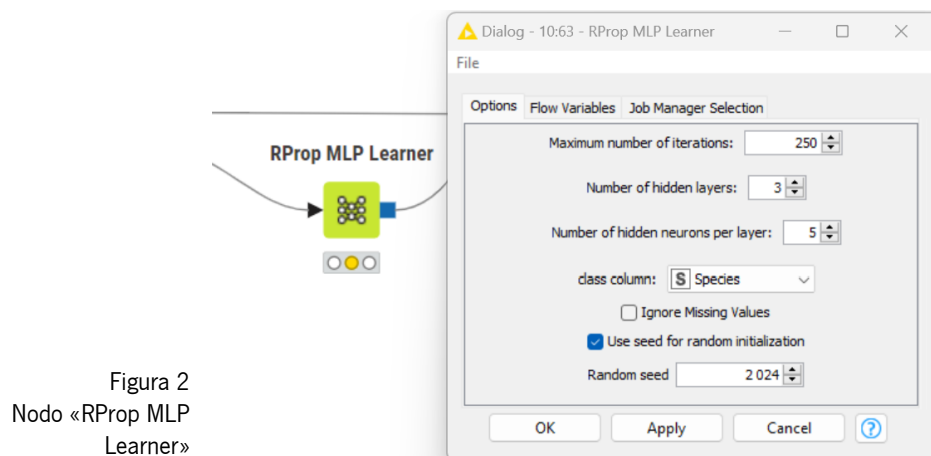 Dialog - 10:63 - RProp MLP Learner
File
Options Flow Variables Job Manager Selection
Maximum number of iterations: 250
RProp MLP Learner
Number of hidden layers: 3
Number of hidden neurons per layer: 5
class column: S Species
Ignore Missing Values
Use seed for random initialization
Random seed 2 024
OK Apply Cancel ?
Figura 2
Nodo «RProp MLP
Learner»